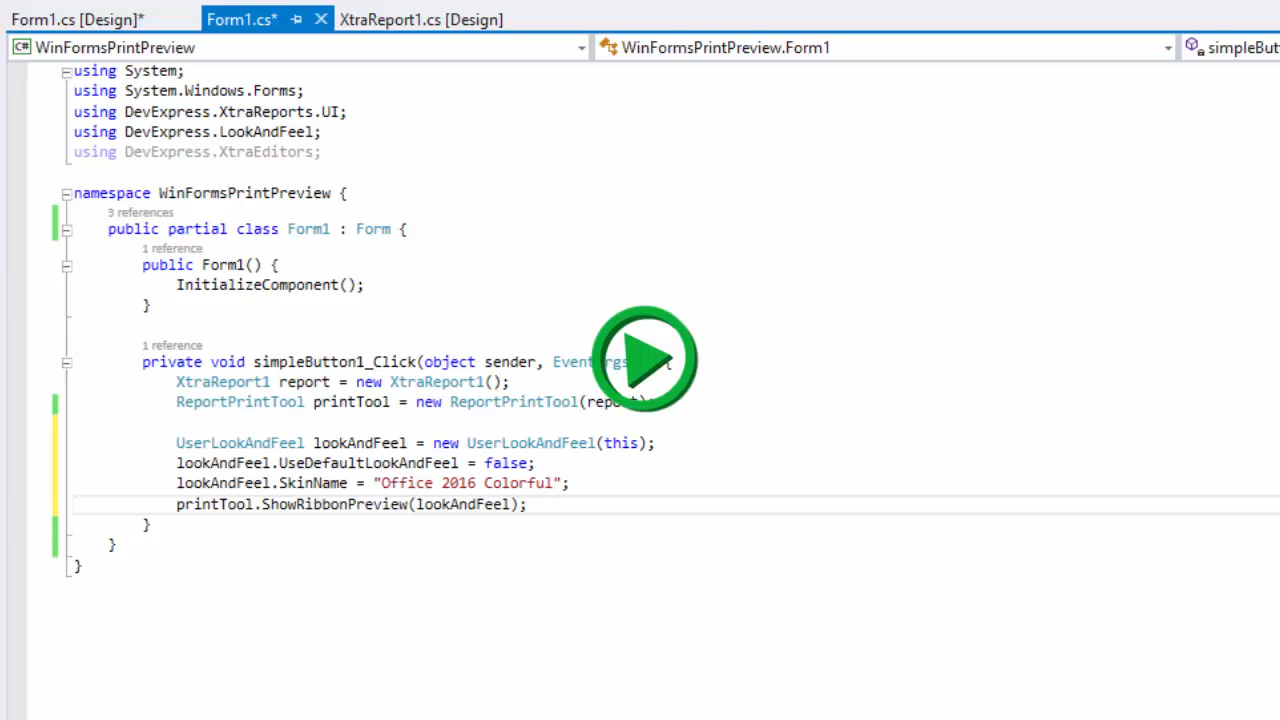 Form1.cs [Design]*
Form1.cs*
XtraReport1.cs [Design]
C# WinFormsPrintPreview
WinFormsPrintPreview.Form1
using System;
using System.Windows.Forms;
using DevExpress.XtraReports.UI;
using DevExpress.LookAndFeel;
using DevExpress.XtraEditors;
namespace WinFormsPrintPreview {
3 references
public partial class Form1 : Form {
1 reference
public Form1() {
InitializeComponent();
}
1 reference
private void simpleButton1_Click(object sender, {
XtraReport1 report = new XtraReport1();
ReportPrintTool printTool = new ReportPrintTool(
UserLookAndFeel lookAndFeel = new UserLookAndFeel(this);
lookAndFeel.UseDefaultLookAndFeel = false;
lookAndFeel.SkinName = "Office 2016 Colorful";
printTool.ShowRibbonPreview(lookAndFeel);
}
}
}